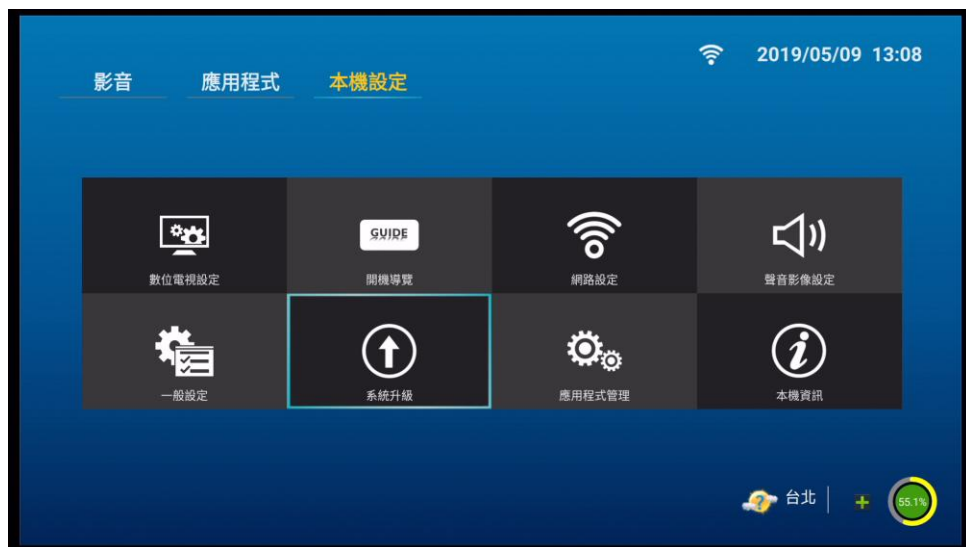 2019/05/09 13:08
影音 應用程式 本機設定
GUIDE
數位電視設定 開機導覽 網路設定 聲音影像設定
一般設定 系統升級 應用程式管理 本機資訊
?
台北
+
55.1%